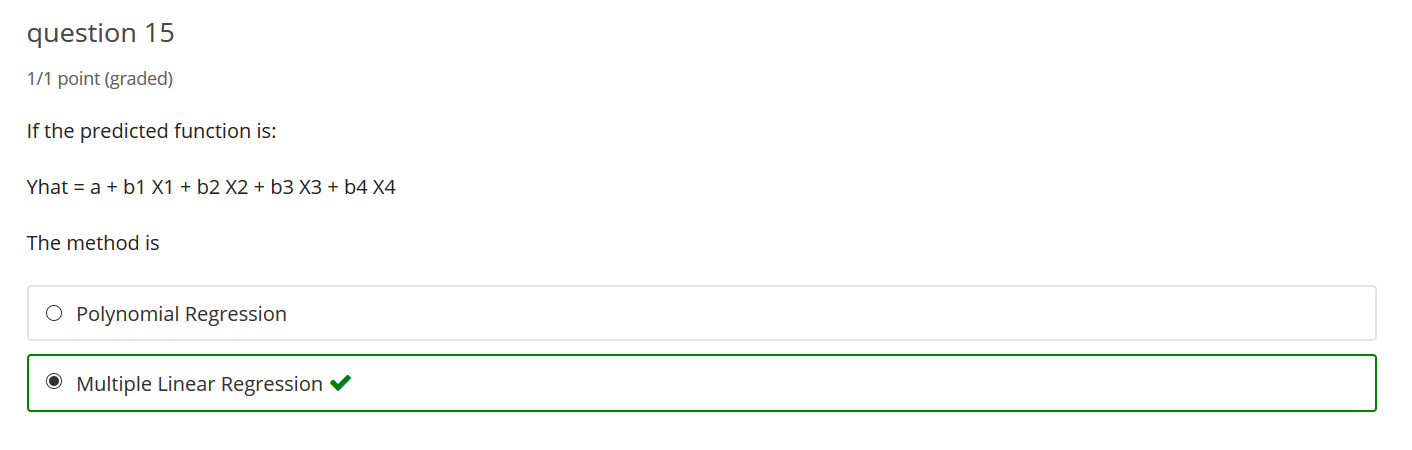 question 15
1/1 point (graded)
If the predicted function is:
Yhat = a + b1 X1 + b2 X2 + b3 X3 + b4 X4
The method is
Polynomial Regression
Multiple Linear Regression